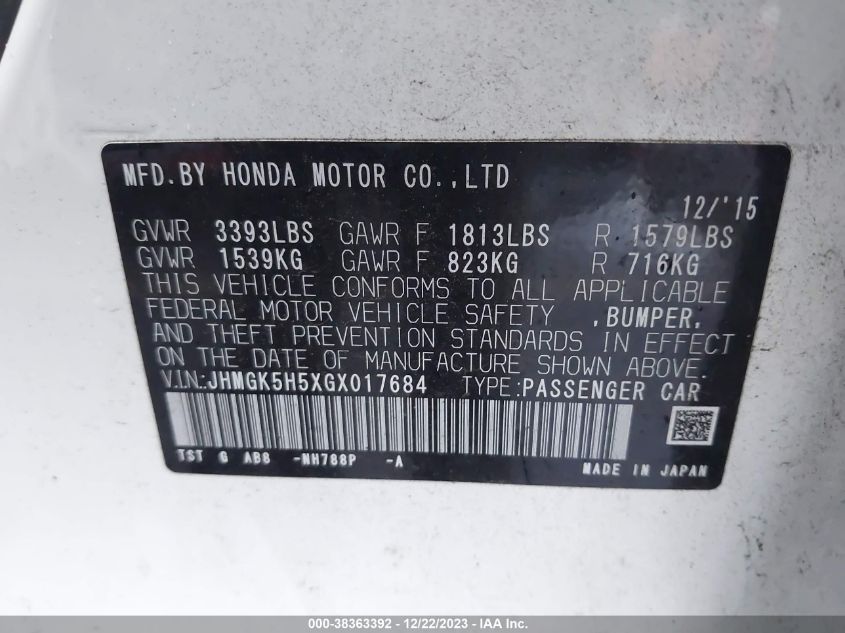 MFD.BY HONDA MOTOR CO.,LTD
12/'15
GVWR 3393LBS GAWR F 1813LBS R 1579LBS
GVWR 1539KG GAWR F 823KG R 716KG
THIS VEHICLE CONFORMS TO ALL APPLICABLE
FEDERAL MOTOR VEHICLE SAFETY ,BUMPER,
AND THEFT PREVENTION STANDARDS IN EFFECT
ON THE DATE OF MANUFACTURE SHOWN ABOVE.
V.IN:JHMGK5H5XGX017684 TYPE:PASSENGER CAR
TST G AB8 -NH788P -A
MADE IN JAPAN
000-38363392 - 12/22/2023 - IAA Inc.